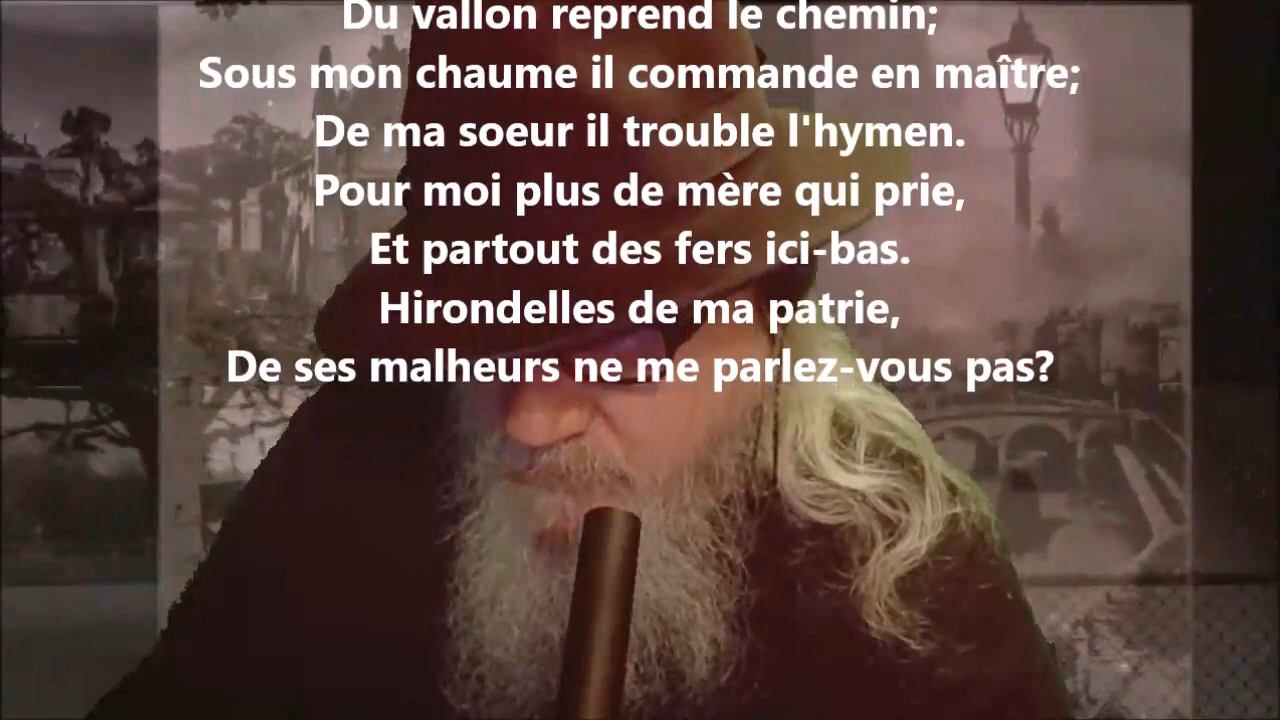 Du vallon reprend le chemin;
Sous mon chaume il commande en maître;
De ma soeur il trouble l'hymen.
Pour moi plus de mère qui prie,
Et partout des fers ici-bas.
Hirondelles de ma patrie,
De ses malheurs ne me parlez-vous pas?